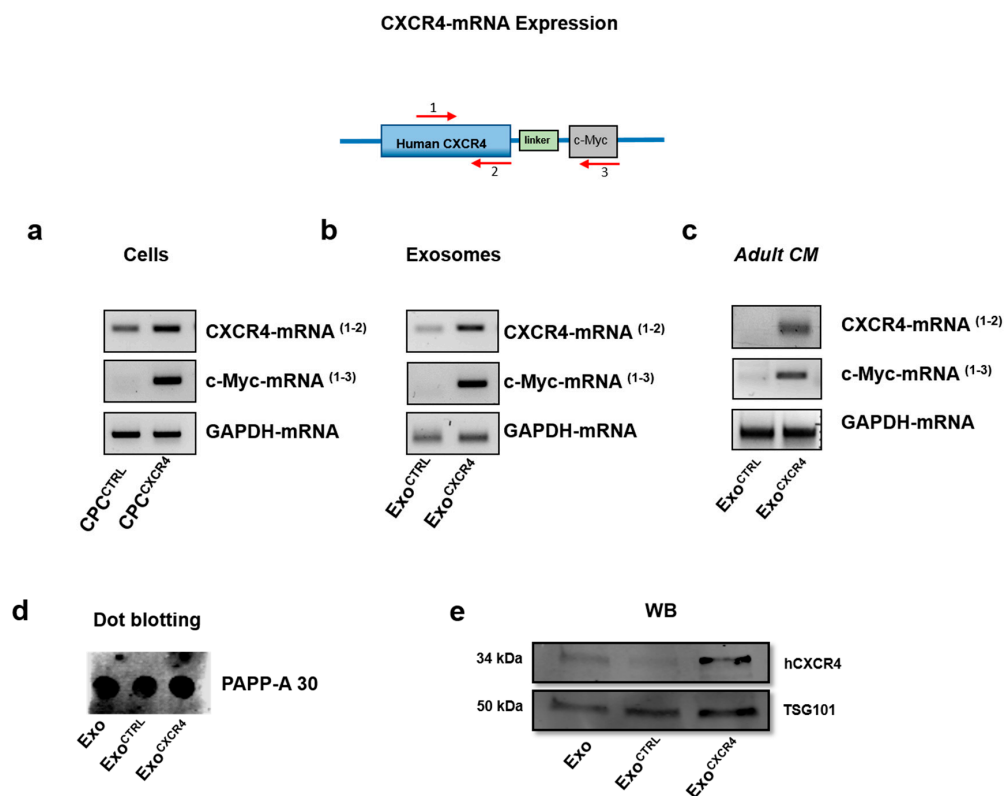 CXCR4-mRNA Expression
1
Human CXCR4
linker
c-Myc
2
3
a
Cells
CXCR4-mRNA (1-2)
c-Myc-mRNA (1-3)
GAPDH-mRNA
CPCCTRL
CPCCXCR4
b
Exosomes
CXCR4-mRNA (1-2)
c-Myc-mRNA (1-3)
GAPDH-mRNA
ExoCTRL
ExoCXCR4
c
Adult CM
CXCR4-mRNA (1-2)
c-Myc-mRNA (1-3)
GAPDH-mRNA
ExoCTRL
ExoCXCR4
d
Dot blotting
PAPP-A 30
Exo
ExoCTRL
ExoCXCR4
e
WB
34 kDa
hCXCR4
50 kDa
TSG101
Exo
ExoCTRL
ExoCXCR4